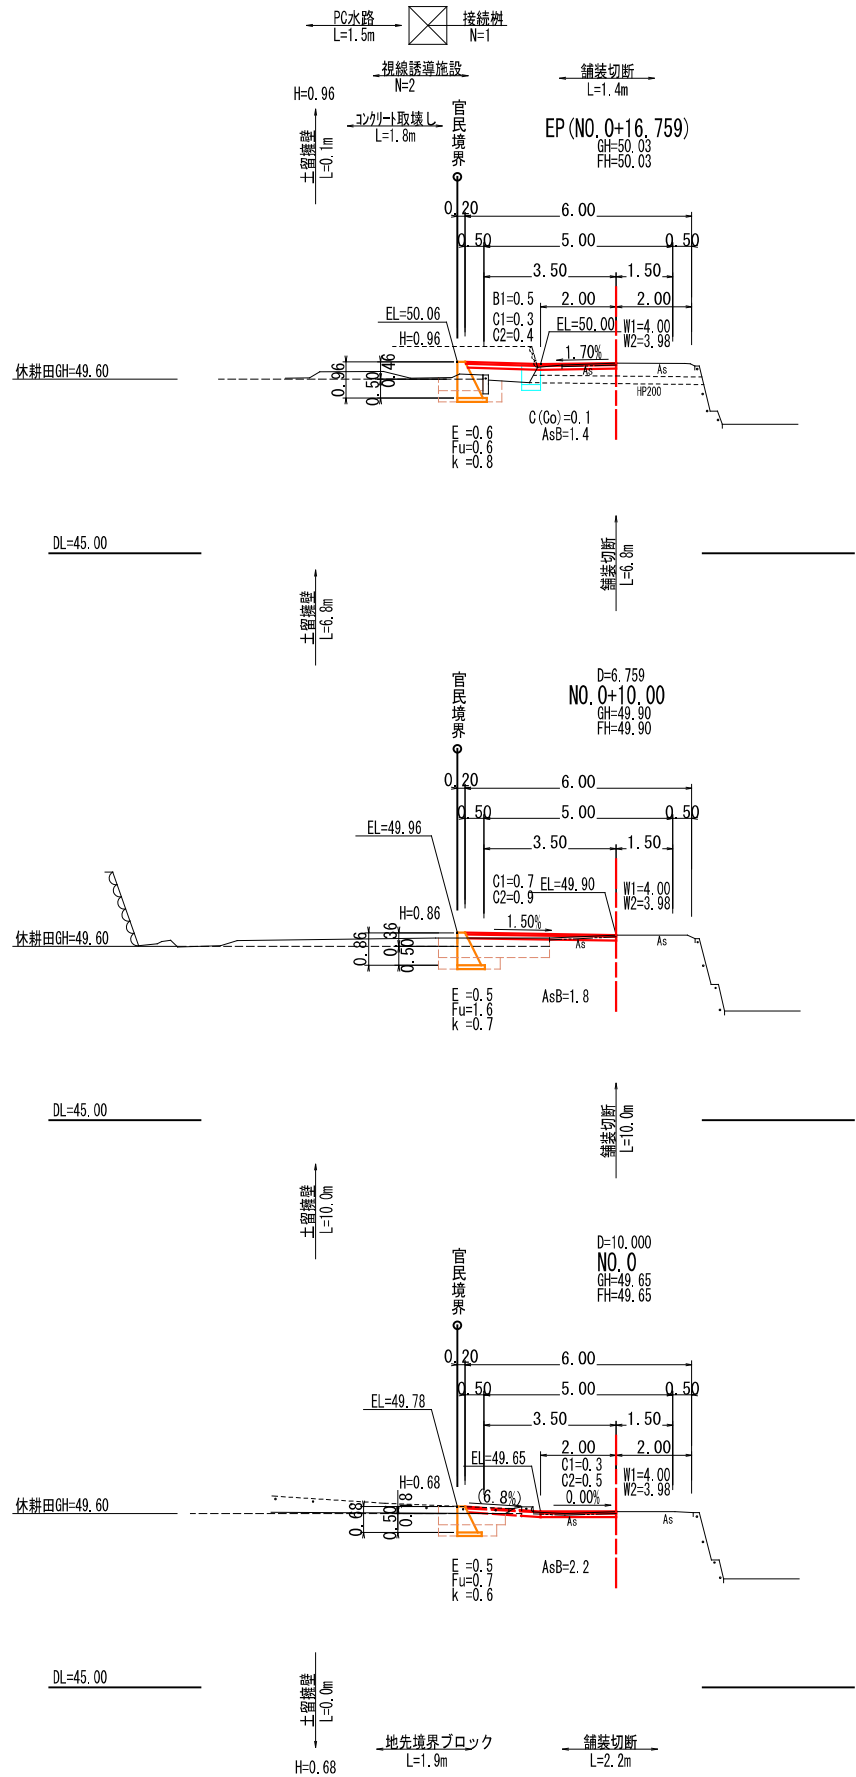 PC水路
L=1.5m
接続桝
N=1
視線誘導施設
N=2
舗装切断
L=1.4m
H=0.96
土留擁壁
L=0.1m
コンクリート取壊し
L=1.8m
官民境界
EP(NO.0+16.759)
GH=50.03
FH=50.03
0.20
6.00
0.50
5.00
0.50
3.50
1.50
B1=0.5
2.00
2.00
EL=50.06
C1=0.3
C2=0.4
EL=50.00
W1=4.00
W2=3.98
H=0.96
1.70%
As
As
休耕田GH=49.60
0.96
0.50
0.46
HP200
C(Co)=0.1
AsB=1.4
E =0.6
Fu=0.6
k =0.8
DL=45.00
舗装切断
L=6.8m
土留擁壁
L=6.8m
官民境界
D=6.759
NO.0+10.00
GH=49.90
FH=49.90
0.20
6.00
0.50
5.00
0.50
3.50
1.50
EL=49.96
C1=0.7
C2=0.9
EL=49.90
W1=4.00
W2=3.98
H=0.86
1.50%
As
As
休耕田GH=49.60
0.86
0.36
0.50
E =0.5
Fu=1.6
k =0.7
AsB=1.8
DL=45.00
舗装切断
L=10.0m
土留擁壁
L=10.0m
官民境界
D=10.000
NO.0
GH=49.65
FH=49.65
0.20
6.00
0.50
5.00
0.50
3.50
1.50
2.00
2.00
EL=49.78
EL=49.65
C1=0.3
C2=0.5
W1=4.00
W2=3.98
H=0.68
(6.8%)
0.00%
As
As
休耕田GH=49.60
0.68
0.50
0.18
E =0.5
Fu=0.7
k =0.6
AsB=2.2
DL=45.00
土留擁壁
L=0.0m
H=0.68
地先境界ブロック
L=1.9m
舗装切断
L=2.2m